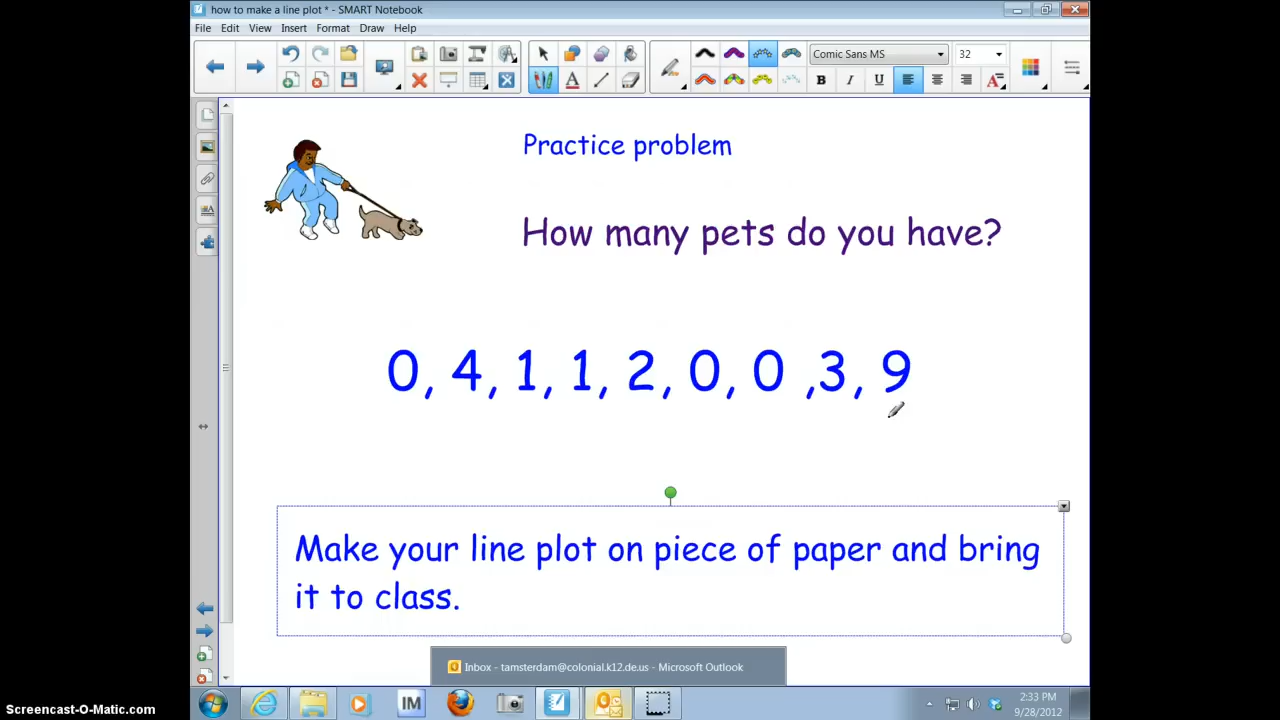 how to make a line plot * - SMART Notebook
File Edit View Insert Format Draw Help
Comic Sans MS 32
B I U A
Practice problem
How many pets do you have?
0, 4, 1, 1, 2, 0, 0 ,3, 9
Make your line plot on piece of paper and bring
it to class.
Inbox - tamsterdam@colonial.k12.de.us - Microsoft Outlook
IM
2:33 PM
9/28/2012
Screencast-O-Matic.com